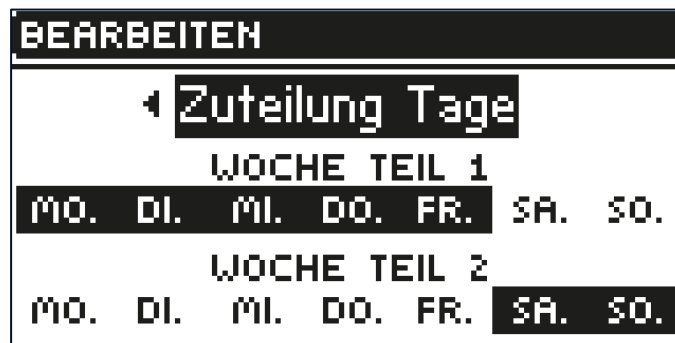 BEARBEITEN
Zuteilung Tage
WOCHE TEIL 1
MO. DI. MI. DO. FR. SA. SO.
WOCHE TEIL 2
MO. DI. MI. DO. FR. SA. SO.